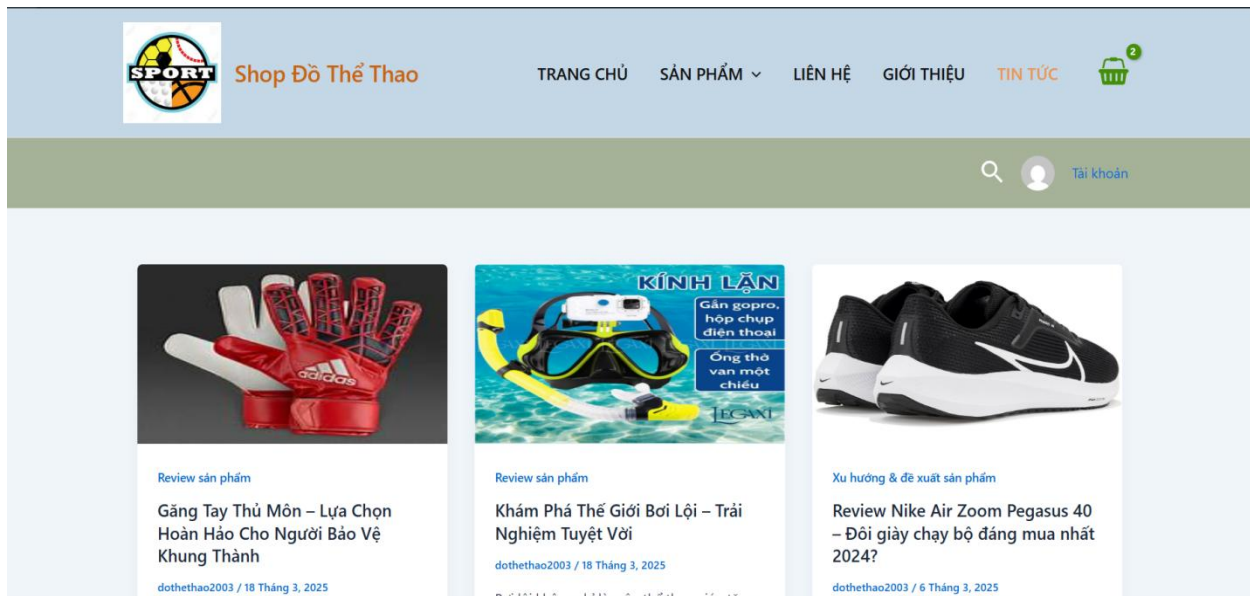 SPORT
Shop Đồ Thể Thao
TRANG CHỦ
SẢN PHẨM
LIÊN HỆ
GIỚI THIỆU
TIN TỨC
2
Tài khoản
adidas
KÍNH LẶN
Gắn gopro,
hộp chụp
điện thoại
Ống thở
van một
chiều
LEGAXI
Review sản phẩm
Găng Tay Thủ Môn – Lựa Chọn
Hoàn Hảo Cho Người Bảo Vệ
Khung Thành
dothethao2003 / 18 Tháng 3, 2025
Review sản phẩm
Khám Phá Thế Giới Bơi Lội – Trải
Nghiệm Tuyệt Vời
dothethao2003 / 18 Tháng 3, 2025
Xu hướng & đề xuất sản phẩm
Review Nike Air Zoom Pegasus 40
– Đôi giày chạy bộ đáng mua nhất
2024?
dothethao2003 / 6 Tháng 3, 2025